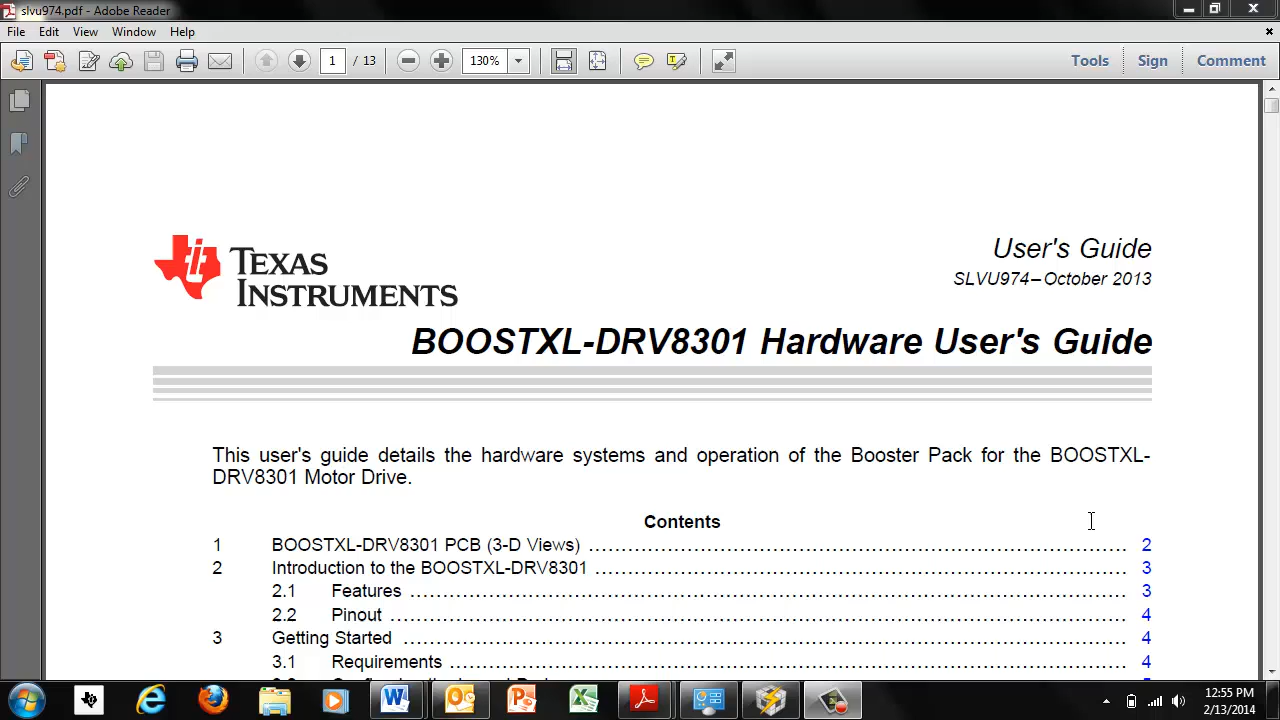 slvu974.pdf - Adobe Reader
File Edit View Window Help
1 / 13 130% Tools Sign Comment
TEXAS
INSTRUMENTS
User's Guide
SLVU974–October 2013
BOOSTXL-DRV8301 Hardware User's Guide
This user's guide details the hardware systems and operation of the Booster Pack for the BOOSTXL-
DRV8301 Motor Drive.
Contents
1 BOOSTXL-DRV8301 PCB (3-D Views) ................................................................ 2
2 Introduction to the BOOSTXL-DRV8301 ................................................................ 3
2.1 Features ................................................................ 3
2.2 Pinout ................................................................ 4
3 Getting Started ................................................................ 4
3.1 Requirements ................................................................ 4
12:55 PM
2/13/2014